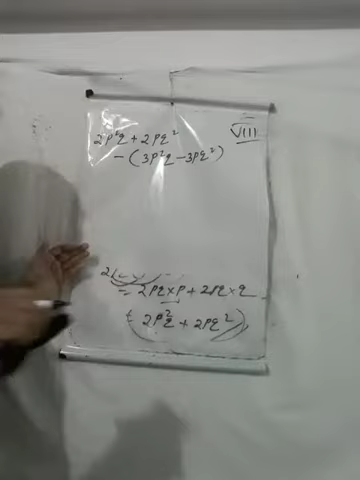 VIII
2p²q + 2pq²
- (3p²q - 3pq²)
= 2pq×p + 2pq×q
(2p²q + 2pq²)